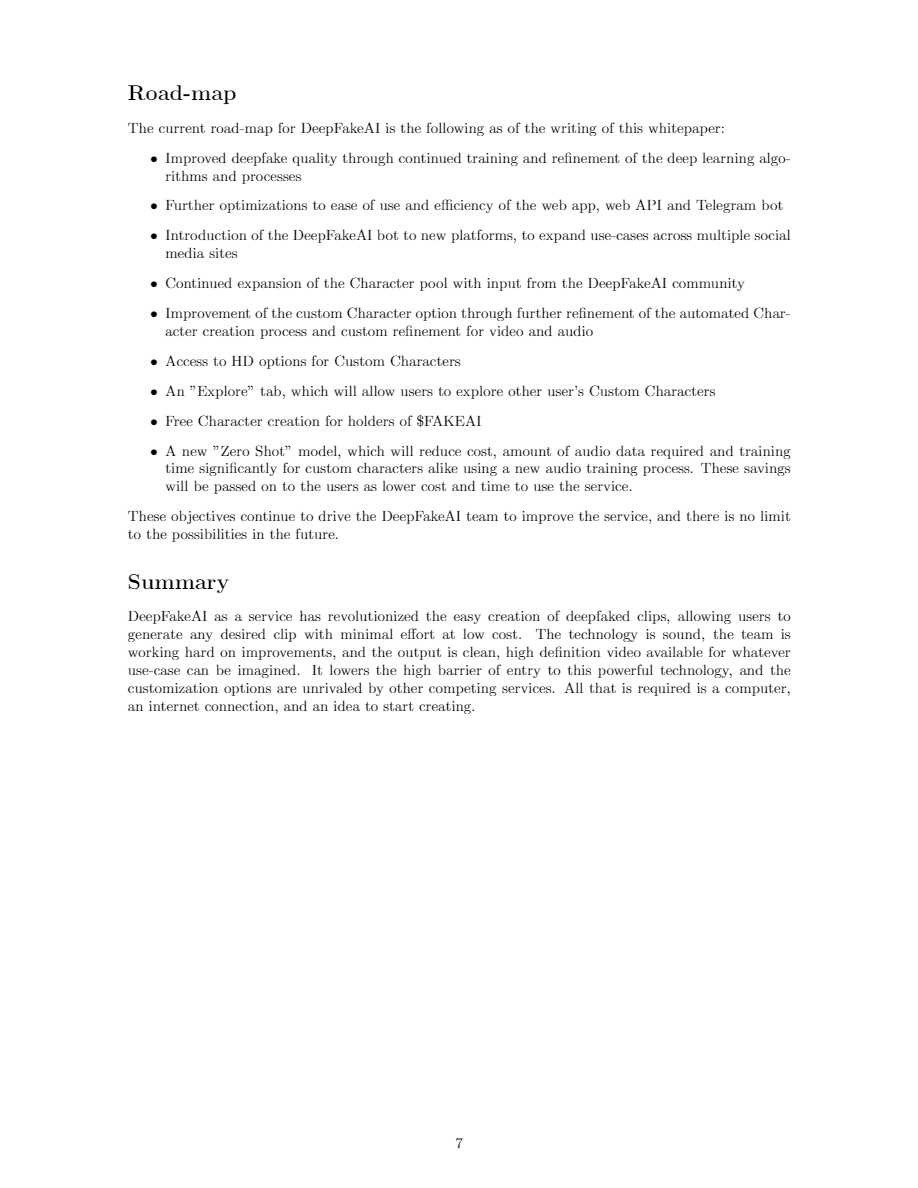 Road-map
The current road-map for DeepFakeAI is the following as of the writing of this whitepaper:
• Improved deepfake quality through continued training and refinement of the deep learning algo-
rithms and processes
• Further optimizations to ease of use and efficiency of the web app, web API and Telegram bot
• Introduction of the DeepFakeAI bot to new platforms, to expand use-cases across multiple social
media sites
• Continued expansion of the Character pool with input from the DeepFakeAI community
• Improvement of the custom Character option through further refinement of the automated Char-
acter creation process and custom refinement for video and audio
• Access to HD options for Custom Characters
• An ”Explore” tab, which will allow users to explore other user’s Custom Characters
• Free Character creation for holders of $FAKEAI
• A new ”Zero Shot” model, which will reduce cost, amount of audio data required and training
time significantly for custom characters alike using a new audio training process. These savings
will be passed on to the users as lower cost and time to use the service.
These objectives continue to drive the DeepFakeAI team to improve the service, and there is no limit
to the possibilities in the future.
Summary
DeepFakeAI as a service has revolutionized the easy creation of deepfaked clips, allowing users to
generate any desired clip with minimal effort at low cost. The technology is sound, the team is
working hard on improvements, and the output is clean, high definition video available for whatever
use-case can be imagined. It lowers the high barrier of entry to this powerful technology, and the
customization options are unrivaled by other competing services. All that is required is a computer,
an internet connection, and an idea to start creating.
7